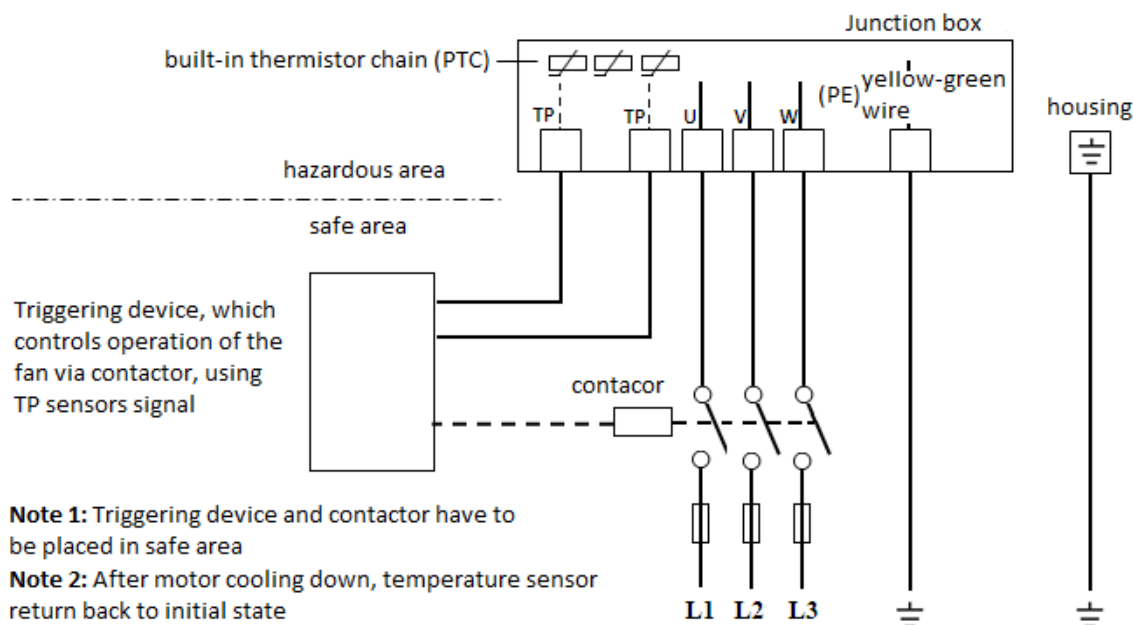 Junction box
built-in thermistor chain (PTC)
(PE) yellow-green
wire
housing
TP
TP
U
V
W
hazardous area
safe area
Triggering device, which
controls operation of the
fan via contactor, using
TP sensors signal
contacor
Note 1: Triggering device and contactor have to
be placed in safe area
Note 2: After motor cooling down, temperature sensor
return back to initial state
L1
L2
L3